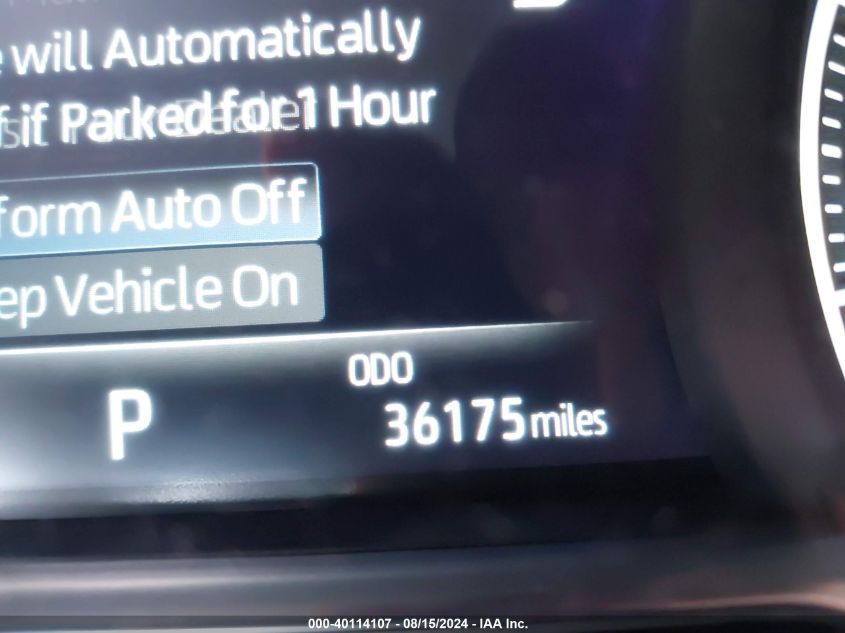 will Automatically
if Parked for 1 Hour
form Auto Off
ep Vehicle On
ODO
P
36175 miles
000-40114107 - 08/15/2024 - IAA Inc.